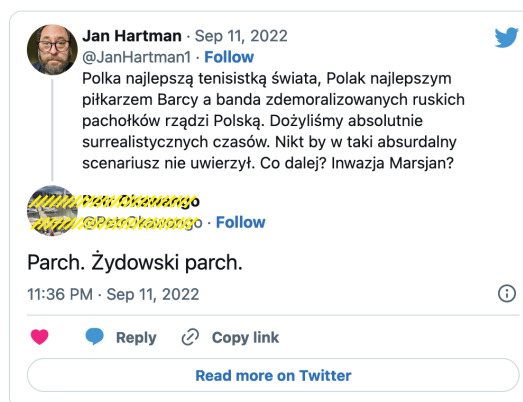 Jan Hartman · Sep 11, 2022
@JanHartman1 · Follow
Polka najlepszą tenisistką świata, Polak najlepszym
piłkarzem Barcy a banda zdemoralizowanych ruskich
pachołków rządzi Polską. Dożyliśmy absolutnie
surrealistycznych czasów. Nikt by w taki absurdalny
scenariusz nie uwierzył. Co dalej? Inwazja Marsjan?
· Follow
Parch. Żydowski parch.
11:36 PM · Sep 11, 2022
Reply Copy link
Read more on Twitter